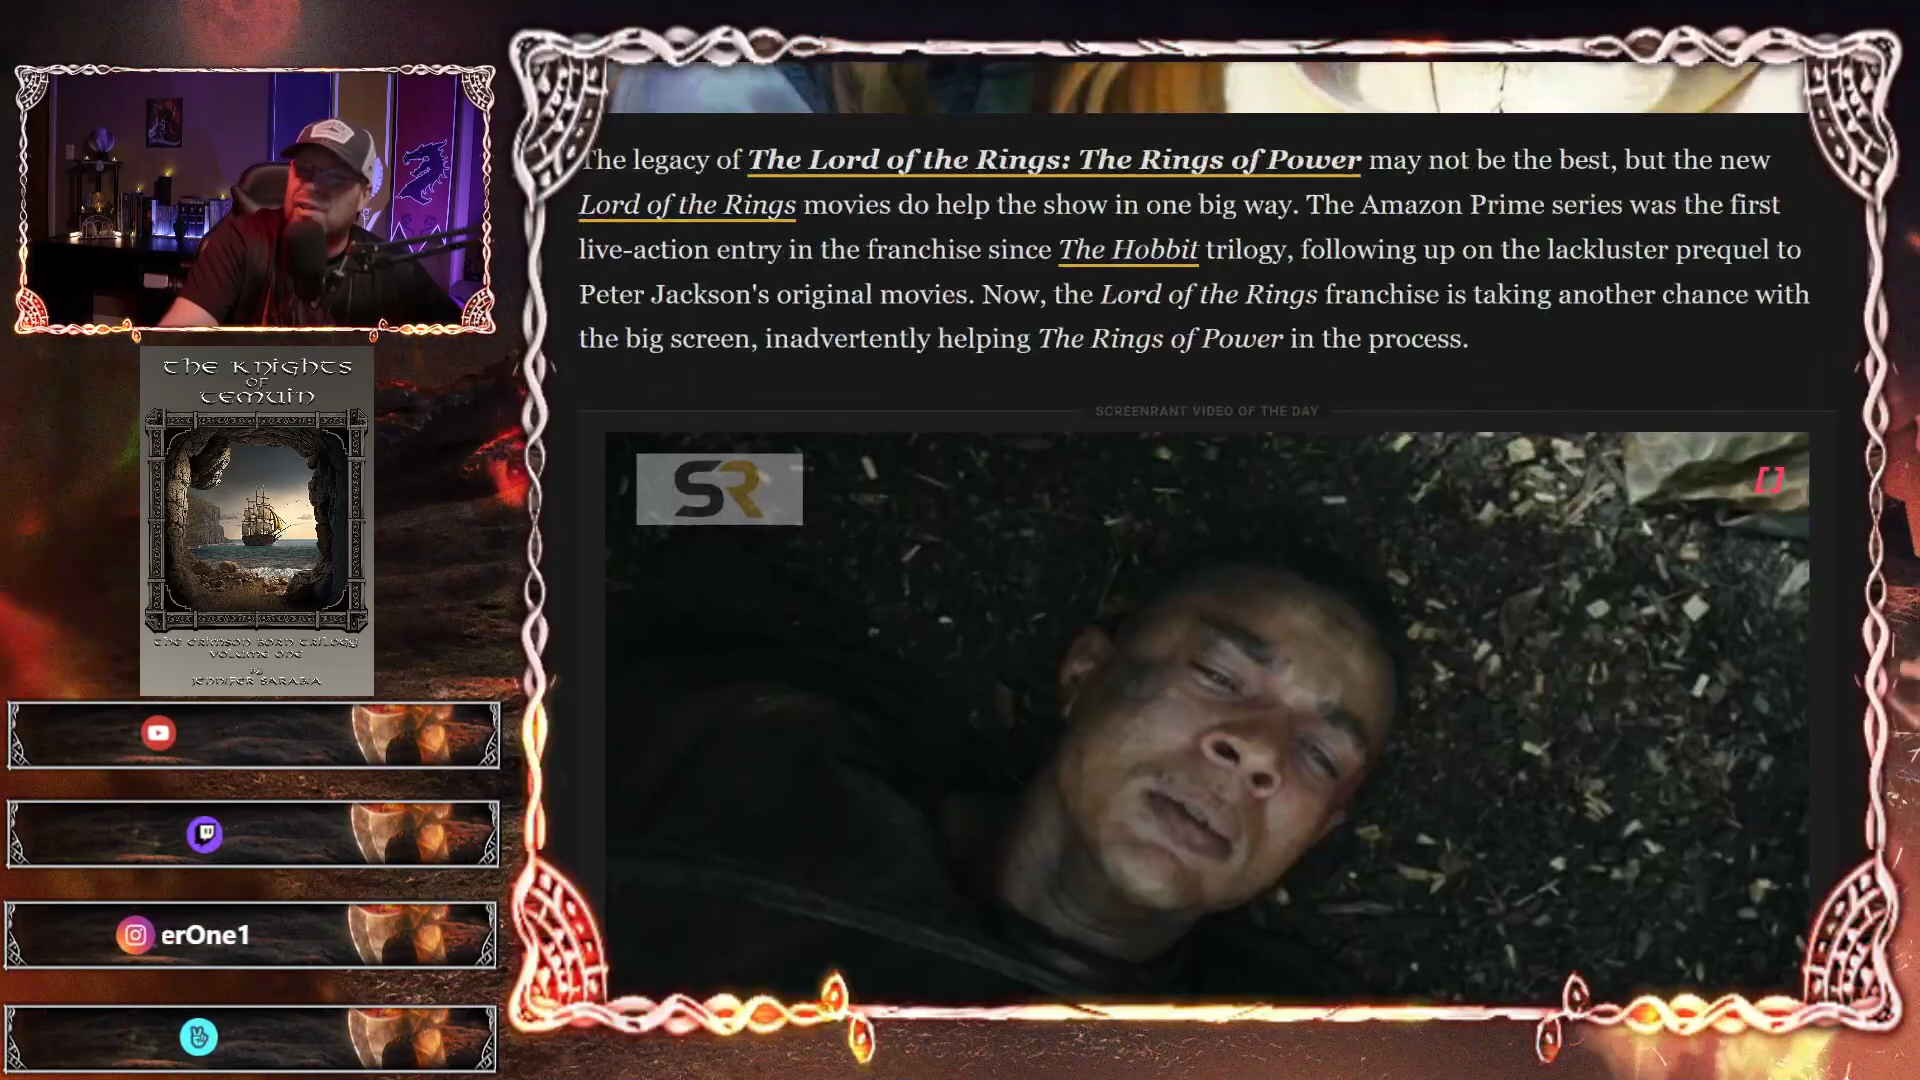 The legacy of The Lord of the Rings: The Rings of Power may not be the best, but the new
Lord of the Rings movies do help the show in one big way. The Amazon Prime series was the first
live-action entry in the franchise since The Hobbit trilogy, following up on the lackluster prequel to
Peter Jackson's original movies. Now, the Lord of the Rings franchise is taking another chance with
the big screen, inadvertently helping The Rings of Power in the process.
SCREENRANT VIDEO OF THE DAY
SR
THE KNIGHTS
OF
TEMUIN
THE CRIMSON BORN TRILOGY
VOLUME ONE
By
JENNIFER SARABIA
erOne1